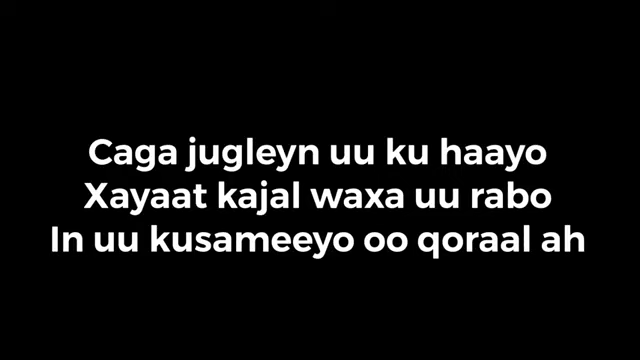 Caga jugleyn uu ku haayo
Xayaat kajal waxa uu rabo
In uu kusameeyo oo qoraal ah